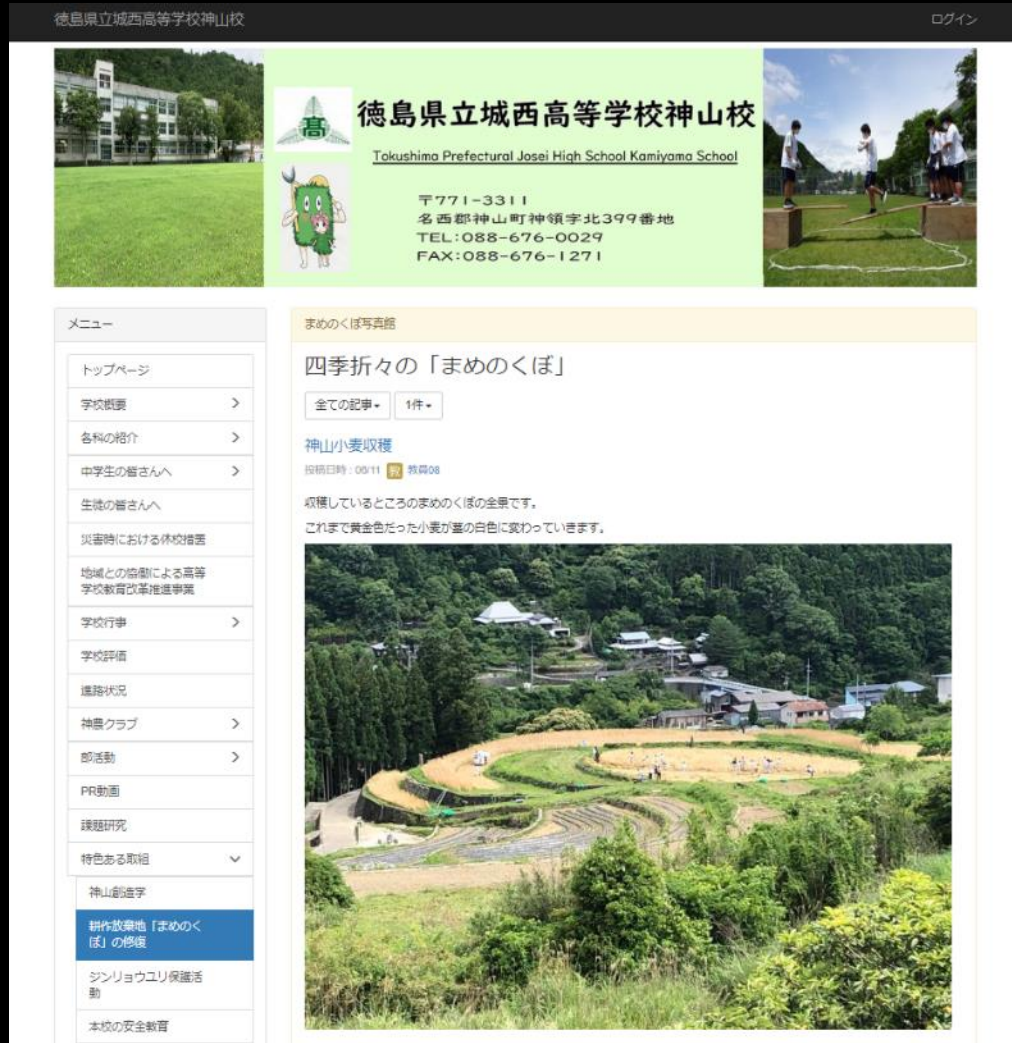 徳島県立城西高等学校神山校
ログイン
高
徳島県立城西高等学校神山校
Tokushima Prefectural Josei High School Kamiyama School
〒771-3311
名西郡神山町神領字北399番地
TEL:088-676-0029
FAX:088-676-1271
メニュー
トップページ
学校概要
各科の紹介
中学生の皆さんへ
生徒の皆さんへ
災害時における休校措置
地域との協働による高等
学校教育改革推進事業
学校行事
学校評価
進路状況
神農クラブ
部活動
PR動画
課題研究
特色ある取組
神山創造学
耕作放棄地「まめのく
ぼ」の修復
ジンリョウユリ保護活
動
本校の安全教育
まめのくぼ写真館
四季折々の「まめのくぼ」
全ての記事
1件
神山小麦収穫
投稿日時 : 06/11 教 教員08
収穫しているところのまめのくぼの全景です。
これまで黄金色だった小麦が茎の白色に変わっていきます。